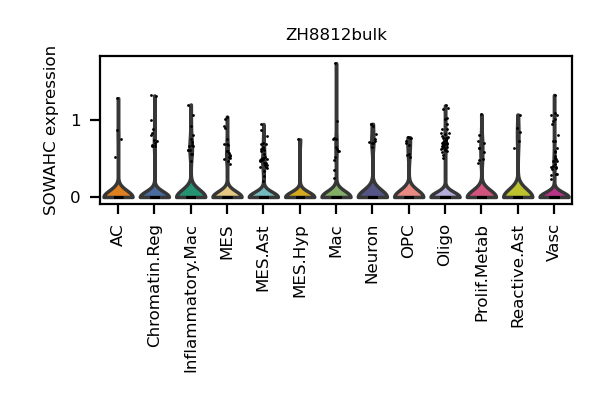 ZH8812bulk
SOWAHC expression
1
0
AC
Chromatin.Reg
Inflammatory.Mac
MES
MES.Ast
MES.Hyp
Mac
Neuron
OPC
Oligo
Prolif.Metab
Reactive.Ast
Vasc